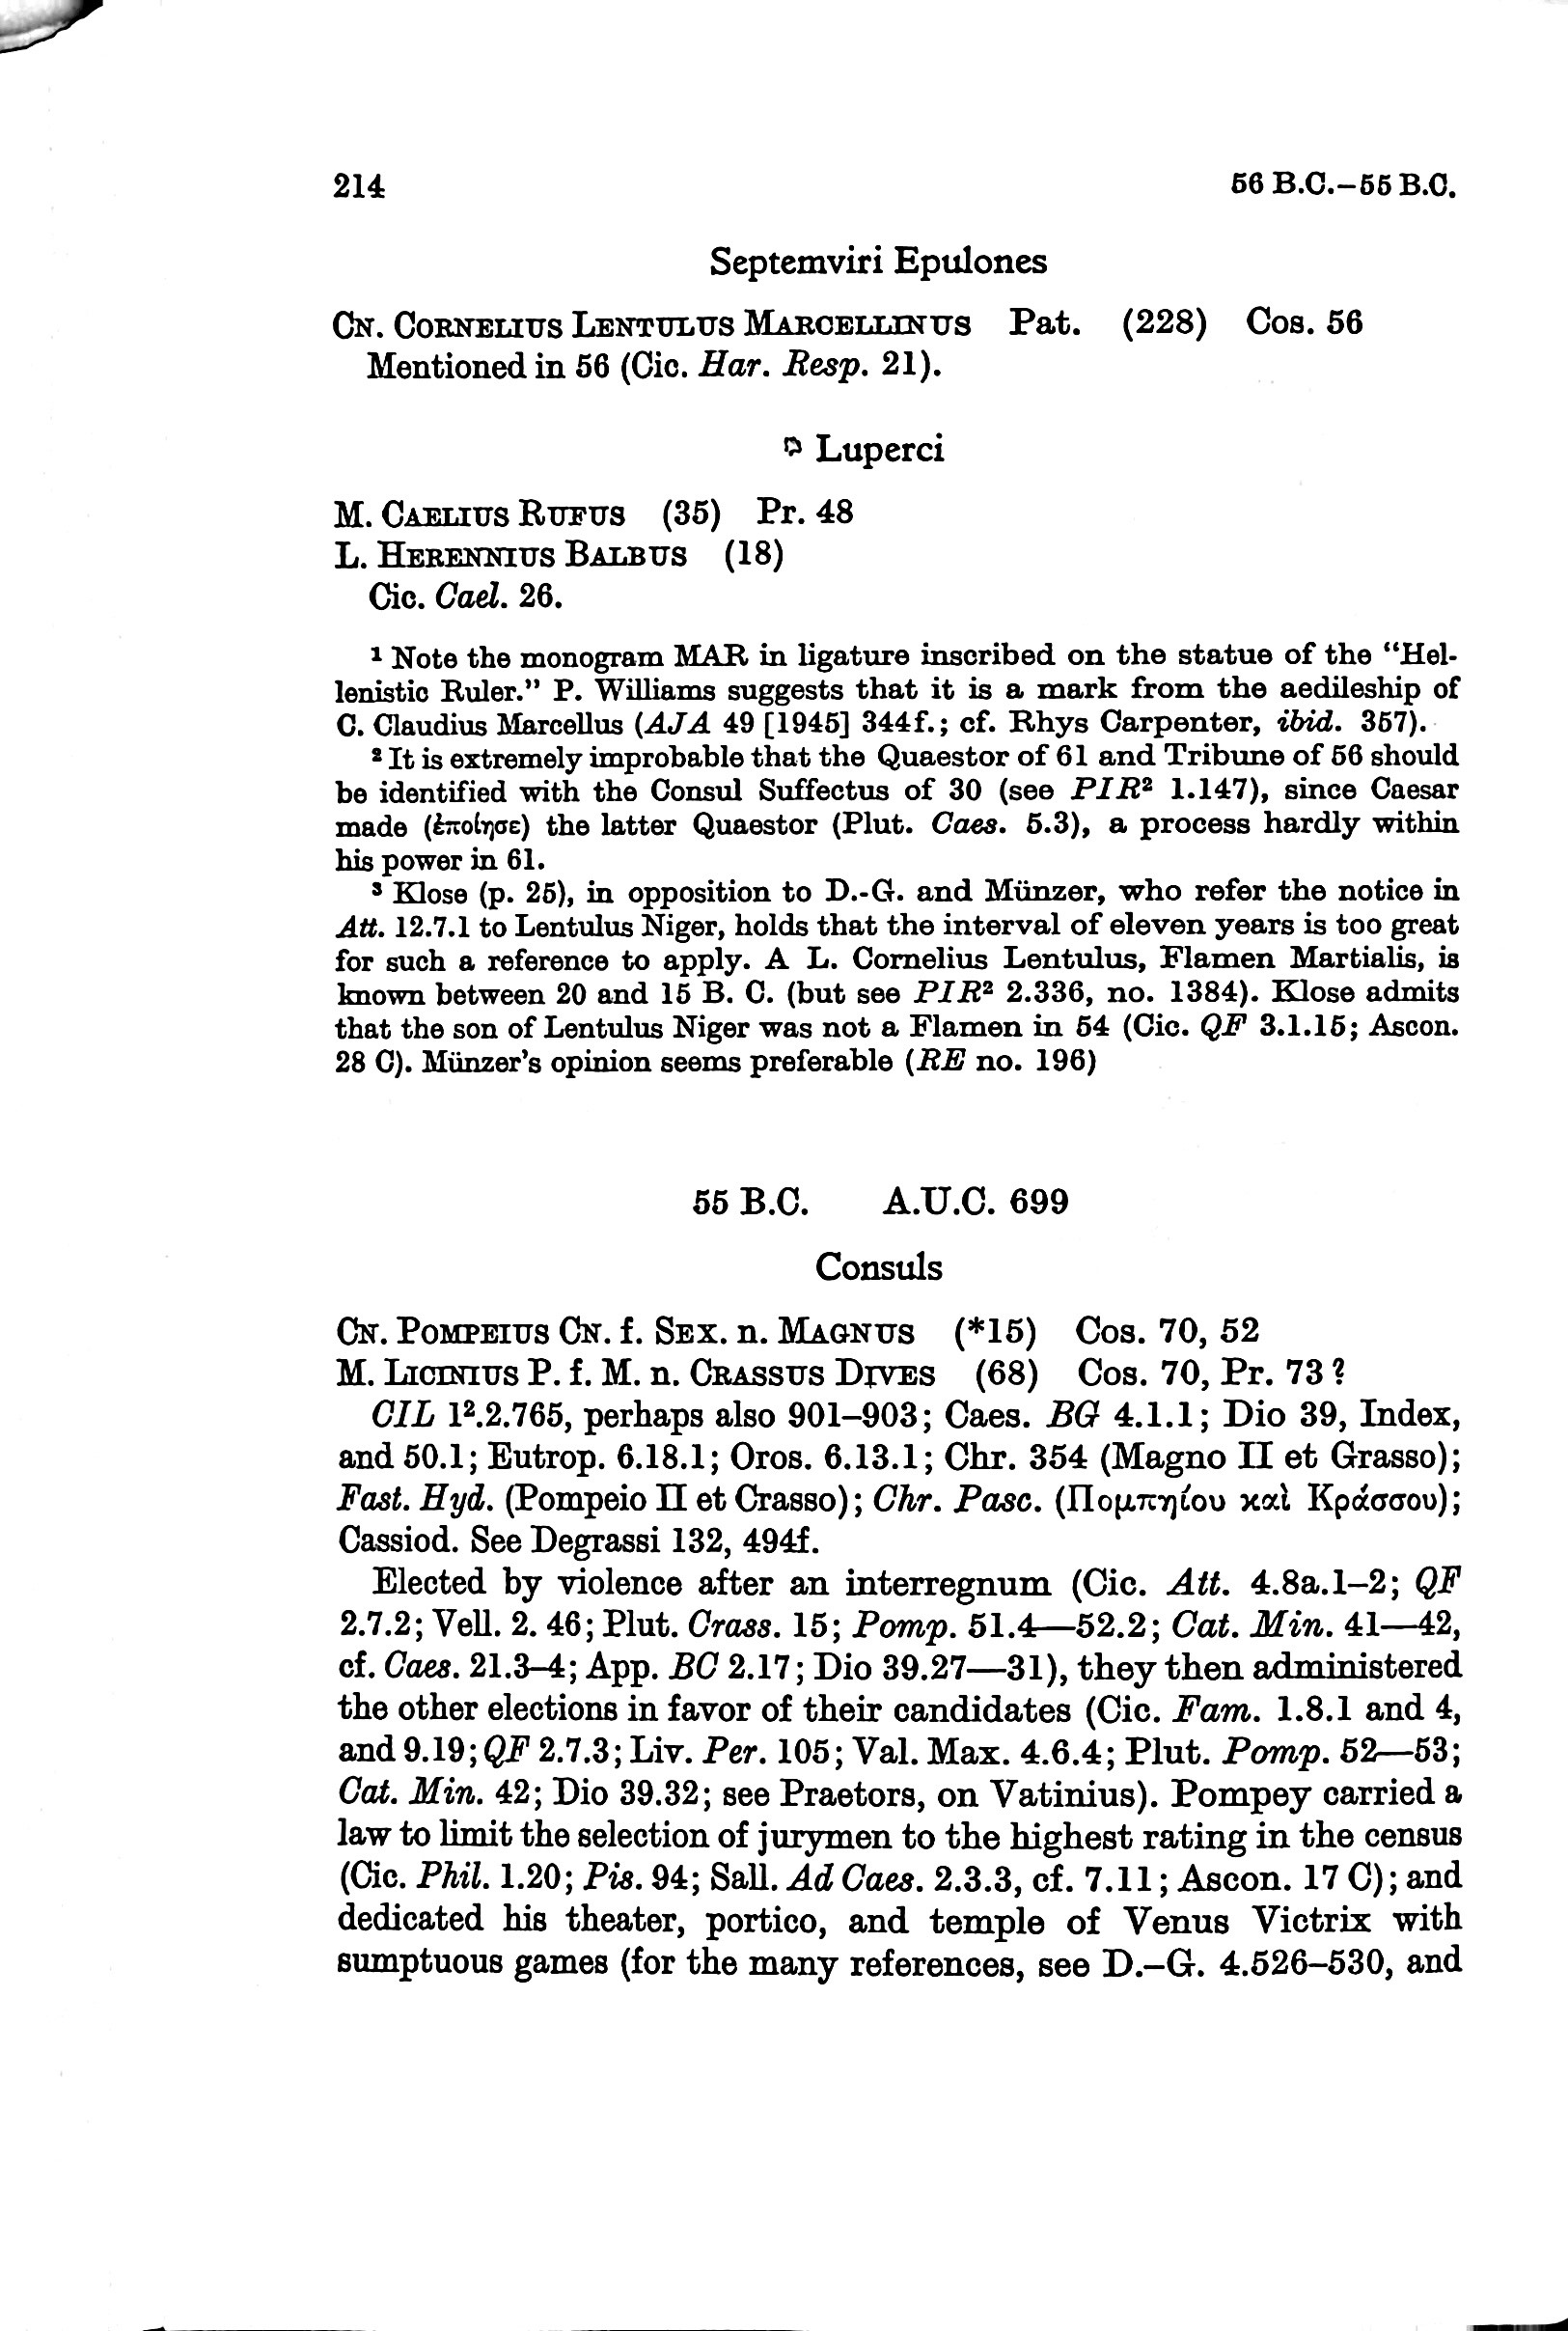 214 56 B.C.–55 B.C.
Septemviri Epulones
CN. CORNELIUS LENTULUS MARCELLINUS Pat. (228) Cos. 56
Mentioned in 56 (Cic. Har. Resp. 21).
Luperci
M. CAELIUS RUFUS (35) Pr. 48
L. HERENNIUS BALBUS (18)
Cic. Cael. 26.
¹ Note the monogram MAR in ligature inscribed on the statue of the “Hel-
lenistic Ruler.” P. Williams suggests that it is a mark from the aedileship of
C. Claudius Marcellus (AJA 49 [1945] 344f.; cf. Rhys Carpenter, ibid. 357).
² It is extremely improbable that the Quaestor of 61 and Tribune of 56 should
be identified with the Consul Suffectus of 30 (see PIR² 1.147), since Caesar
made (ἐποίησε) the latter Quaestor (Plut. Caes. 5.3), a process hardly within
his power in 61.
³ Klose (p. 25), in opposition to D.-G. and Münzer, who refer the notice in
Att. 12.7.1 to Lentulus Niger, holds that the interval of eleven years is too great
for such a reference to apply. A L. Cornelius Lentulus, Flamen Martialis, is
known between 20 and 15 B. C. (but see PIR² 2.336, no. 1384). Klose admits
that the son of Lentulus Niger was not a Flamen in 54 (Cic. QF 3.1.15; Ascon.
28 C). Münzer’s opinion seems preferable (RE no. 196)
55 B.C. A.U.C. 699
Consuls
CN. POMPEIUS CN. f. SEX. n. MAGNUS (*15) Cos. 70, 52
M. LICINIUS P. f. M. n. CRASSUS DIVES (68) Cos. 70, Pr. 73?
CIL 1².2.765, perhaps also 901–903; Caes. BG 4.1.1; Dio 39, Index,
and 50.1; Eutrop. 6.18.1; Oros. 6.13.1; Chr. 354 (Magno II et Grasso);
Fast. Hyd. (Pompeio II et Crasso); Chr. Pasc. (Πομπηίου καὶ Κράσσου);
Cassiod. See Degrassi 132, 494f.
Elected by violence after an interregnum (Cic. Att. 4.8a.1–2; QF
2.7.2; Vell. 2. 46; Plut. Crass. 15; Pomp. 51.4—52.2; Cat. Min. 41—42,
cf. Caes. 21.3–4; App. BC 2.17; Dio 39.27—31), they then administered
the other elections in favor of their candidates (Cic. Fam. 1.8.1 and 4,
and 9.19; QF 2.7.3; Liv. Per. 105; Val. Max. 4.6.4; Plut. Pomp. 52—53;
Cat. Min. 42; Dio 39.32; see Praetors, on Vatinius). Pompey carried a
law to limit the selection of jurymen to the highest rating in the census
(Cic. Phil. 1.20; Pis. 94; Sall. Ad Caes. 2.3.3, cf. 7.11; Ascon. 17 C); and
dedicated his theater, portico, and temple of Venus Victrix with
sumptuous games (for the many references, see D.–G. 4.526–530, and